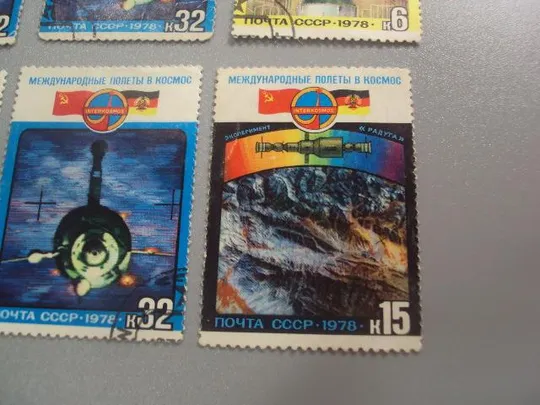 2
ПОЧТА СССР·1978· К32
ПОЧТА СССР·1978· К6
МЕЖДУНАРОДНЫЕ ПОЛЕТЫ В КОСМОС
INTERKOSMOS
ПОЧТА СССР·1978· К32
МЕЖДУНАРОДНЫЕ ПОЛЕТЫ В КОСМОС
INTERKOSMOS
ЭКСПЕРИМЕНТ «РАДУГА»
ПОЧТА СССР·1978· К15